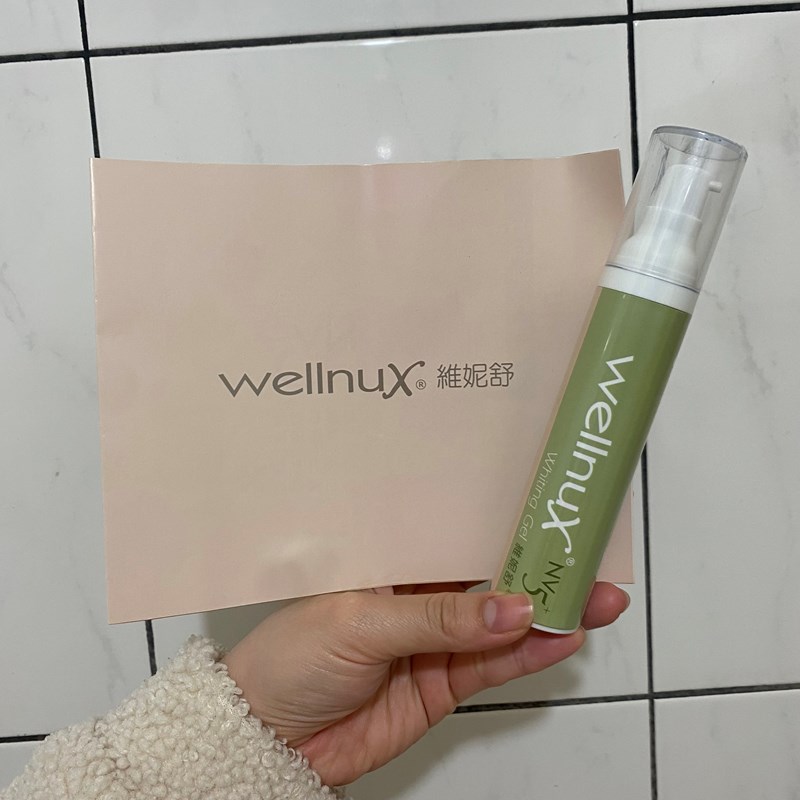 wellnux® 維妮舒
wellnux®
Whiting Gel 維妮舒
NV5+